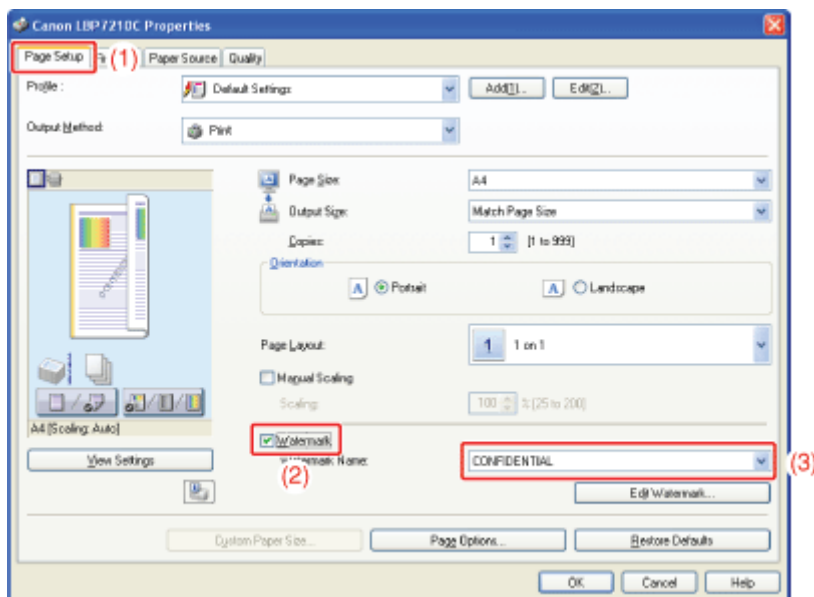 Canon LBP7210C Properties
Page Setup (1) Paper Source Quality
Profile : Default Settings Add(1)... Edit(2)...
Output Method: Print
Page Size: A4
Output Size: Match Page Size
Copies: 1 [1 to 999]
Orientation
A Portrait A Landscape
Page Layout: 1 1 on 1
Manual Scaling
Scaling: 100 % [25 to 200]
A4 [Scaling: Auto]
Watermark
View Settings (2) Name: CONFIDENTIAL (3)
Edit Watermark...
Custom Paper Size... Page Options... Restore Defaults
OK Cancel Help